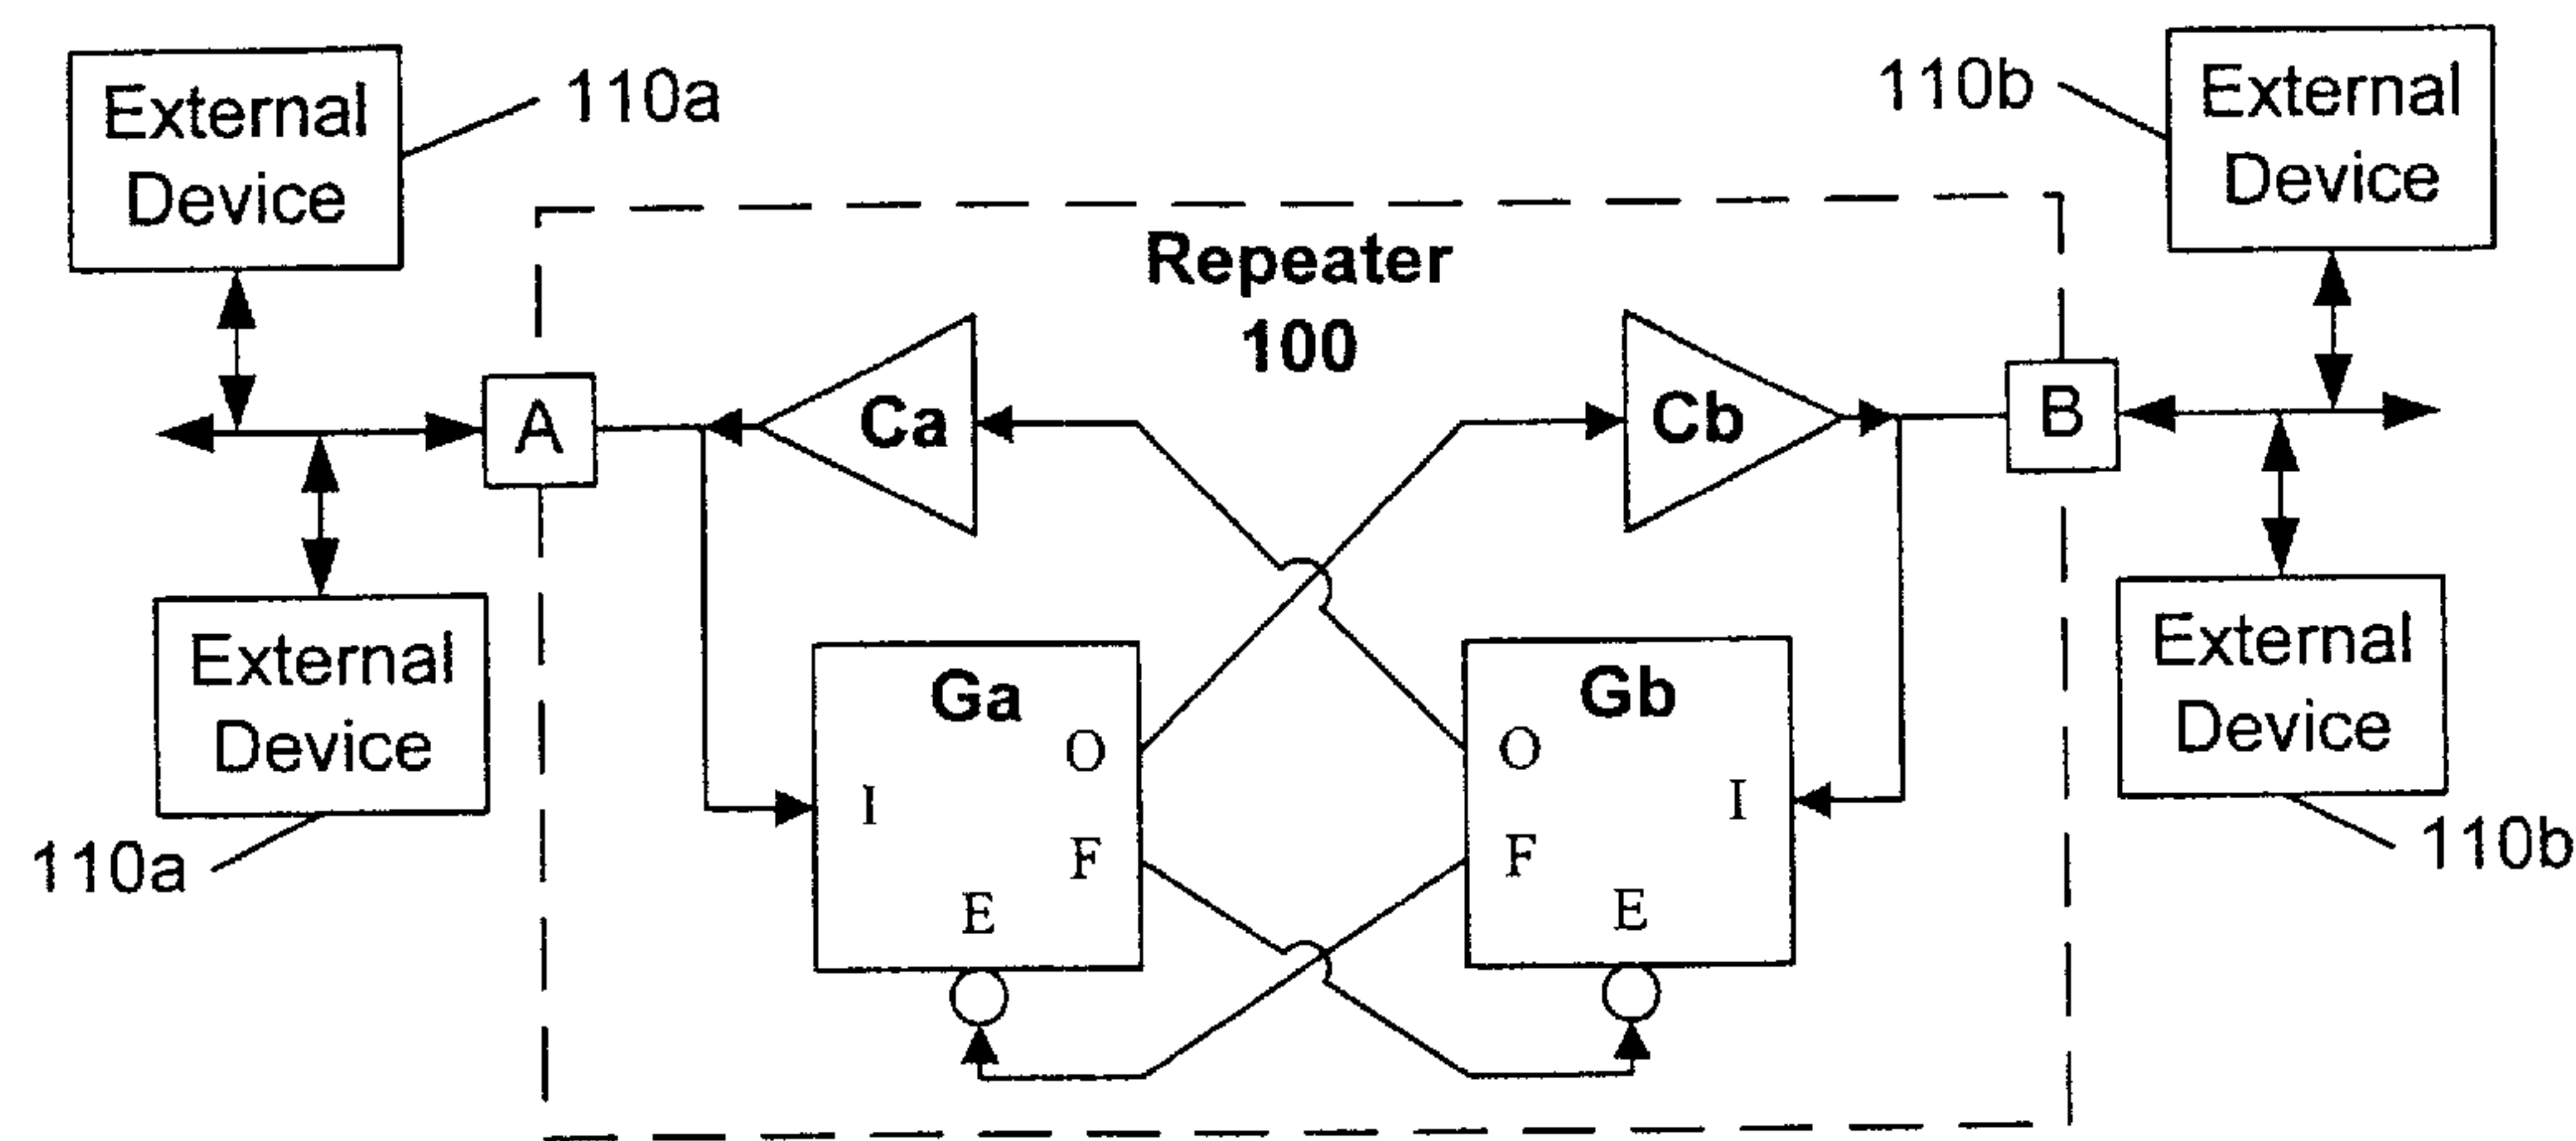 External
Device
110a
110b
External
Device
Repeater
100
A
Ca
Cb
B
External
Device
110a
Ga
O
I
F
E
Gb
O
I
F
E
External
Device
110b